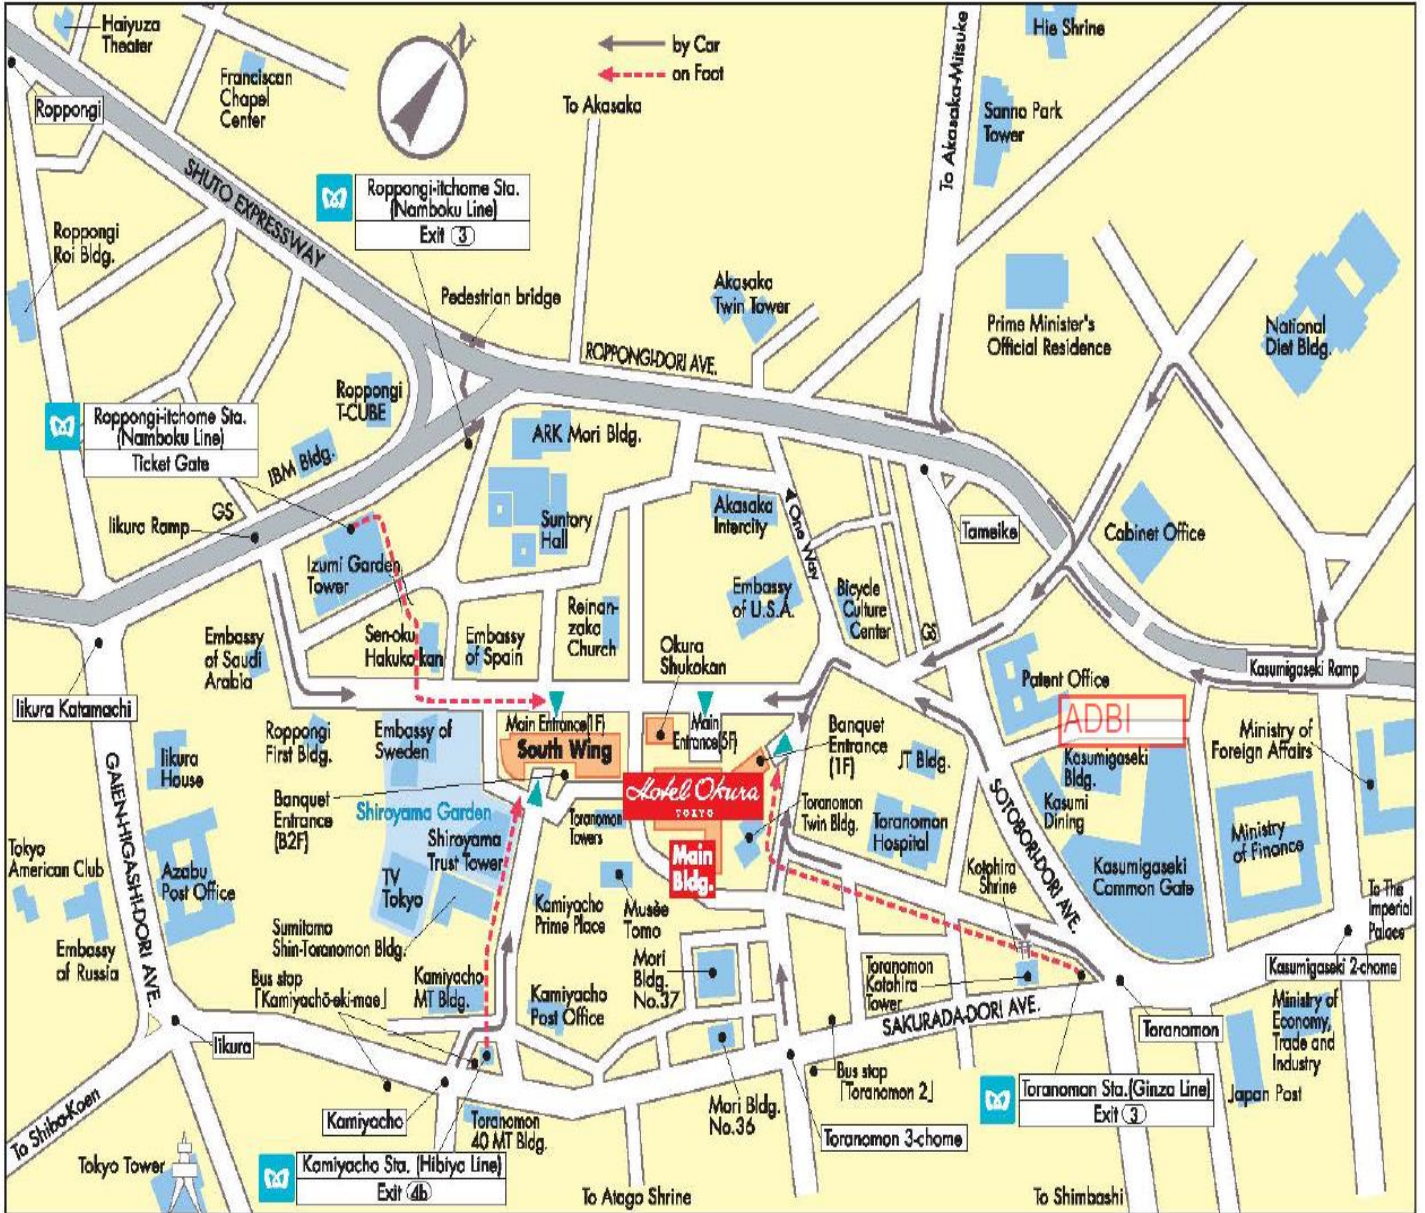 Haiyuza
Theater
Franciscan
Chapel
Center
Roppongi
N
by Car
on Foot
To Akasaka
To Akasaka-Mitsuke
Hie Shrine
Sanno Park
Tower
SHUTO EXPRESSWAY
Roppongi-itchome Sta.
(Namboku Line)
Exit 3
Roppongi
Roi Bldg.
Pedestrian bridge
Akasaka
Twin Tower
Prime Minister's
Official Residence
National
Diet Bldg.
ROPPONGI-DORI AVE.
Roppongi
T-CUBE
Roppongi-itchome Sta.
(Namboku Line)
Ticket Gate
IBM Bldg.
ARK Mori Bldg.
GS
Iikura Ramp
Suntory
Hall
Akasaka
Intercity
One Way
Tameike
Cabinet Office
Izumi Garden
Tower
Embassy
of U.S.A.
Bicycle
Culture
Center
GS
Embassy
of Saudi
Arabia
Sen-oku
Hakuko-kan
Embassy
of Spain
Reinan-
zaka
Church
Okura
Shukokan
Patent Office
Kasumigaseki Ramp
Iikura Katamachi
Roppongi
First Bldg.
Embassy of
Sweden
Main Entrance(1F)
South Wing
Main
Entrance(5F)
Banquet
Entrance
(1F)
JT Bldg.
ADBI
Kasumigaseki
Bldg.
Ministry of
Foreign Affairs
Iikura
House
GAIEN-HIGASHI-DORI AVE.
Banquet
Entrance
(B2F)
Shiroyama Garden
Hotel Okura
TOKYO
SOTOBORI-DORI AVE.
Kasumi
Dining
Shiroyama
Trust Tower
Toranomon
Towers
Toranomon
Twin Bldg.
Toranomon
Hospital
Ministry
of Finance
Tokyo
American Club
Azabu
Post Office
TV
Tokyo
Main
Bldg.
Kotohira
Shrine
Kasumigaseki
Common Gate
To The
Imperial
Palace
Embassy
of Russia
Sumitomo
Shin-Toranomon Bldg.
Kamiyacho
Prime Place
Musèe
Tomo
Bus stop
「Kamiyachō-eki-mae」
Kamiyacho
MT Bldg.
Mori
Bldg.
No.37
Toranomon
Kotohira
Tower
Kasumigaseki 2-chome
Kamiyacho
Post Office
SAKURADA-DORI AVE.
Toranomon
Ministry of
Economy,
Trade and
Industry
Iikura
Bus stop
「Toranomon 2」
Toranomon Sta.(Ginza Line)
Exit 3
Japan Post
To Shiba-Koen
Kamiyacho
Toranomon
40 MT Bldg.
Mori Bldg.
No.36
Toranomon 3-chome
Tokyo Tower
Kamiyacho Sta. (Hibiya Line)
Exit 4b
To Atago Shrine
To Shimbashi